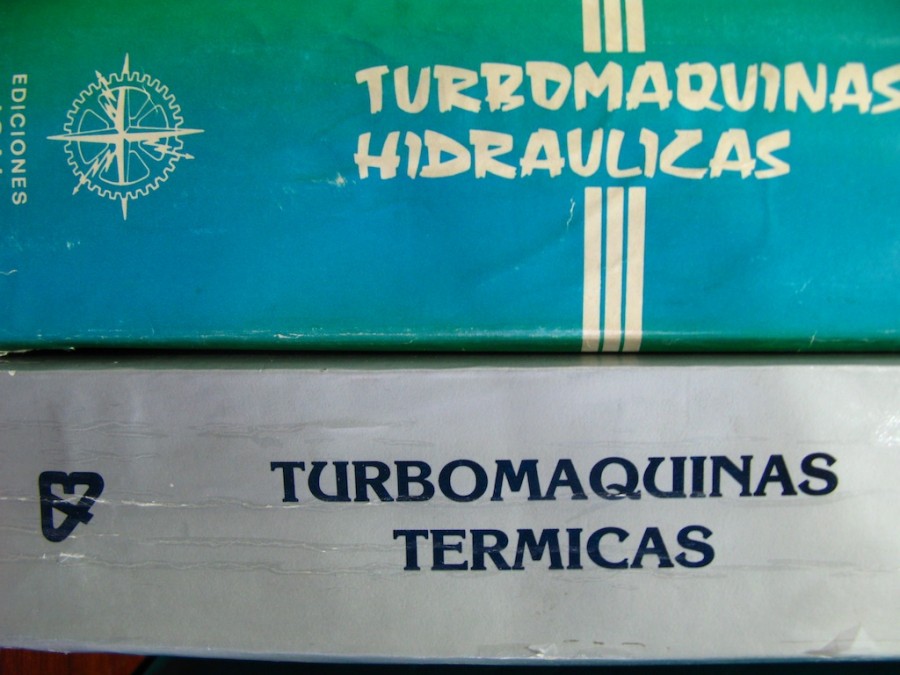 EDICIONES
TURBOMAQUINAS
HIDRAULICAS
TURBOMAQUINAS
TERMICAS